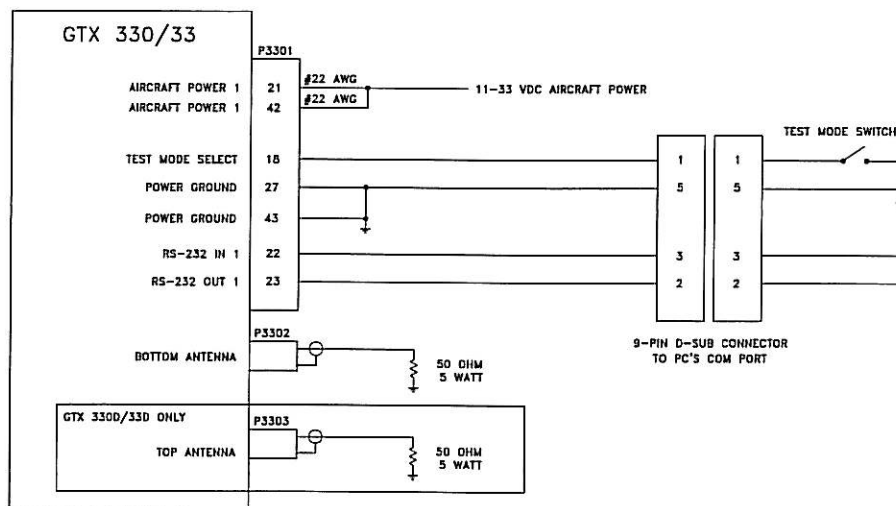 GTX 330/33
P3301
#22 AWG
AIRCRAFT POWER 1 21 11-33 VDC AIRCRAFT POWER
#22 AWG
AIRCRAFT POWER 1 42
TEST MODE SWITCH
TEST MODE SELECT 18 1 1
POWER GROUND 27 5 5
POWER GROUND 43
RS-232 IN 1 22 3 3
RS-232 OUT 1 23 2 2
9-PIN D-SUB CONNECTOR
TO PC'S COM PORT
P3302
BOTTOM ANTENNA
50 OHM
5 WATT
GTX 330D/33D ONLY
P3303
TOP ANTENNA
50 OHM
5 WATT